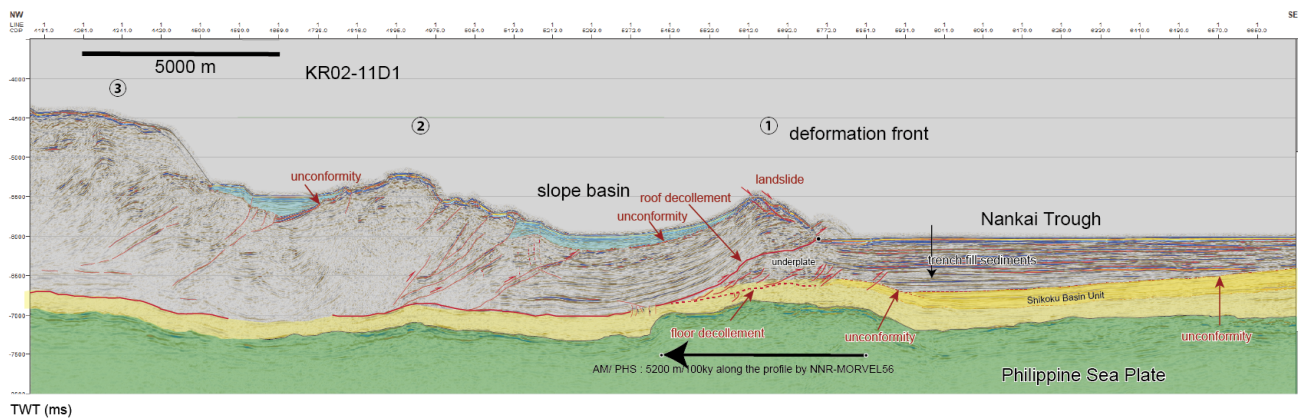 NW
SE
LINE
CDP
5000 m
KR02-11D1
-4000
③
②
①
deformation front
-4500
-5000
unconformity
landslide
slope basin
roof decollement
unconformity
-5500
Nankai Trough
-6000
underplate
trench-fill sediments
-6500
Shikoku Basin Unit
-7000
floor decollement
unconformity
unconformity
-7500
AM/ PHS : 5200 m/100ky along the profile by NNR-MORVEL56
Philippine Sea Plate
TWT (ms)